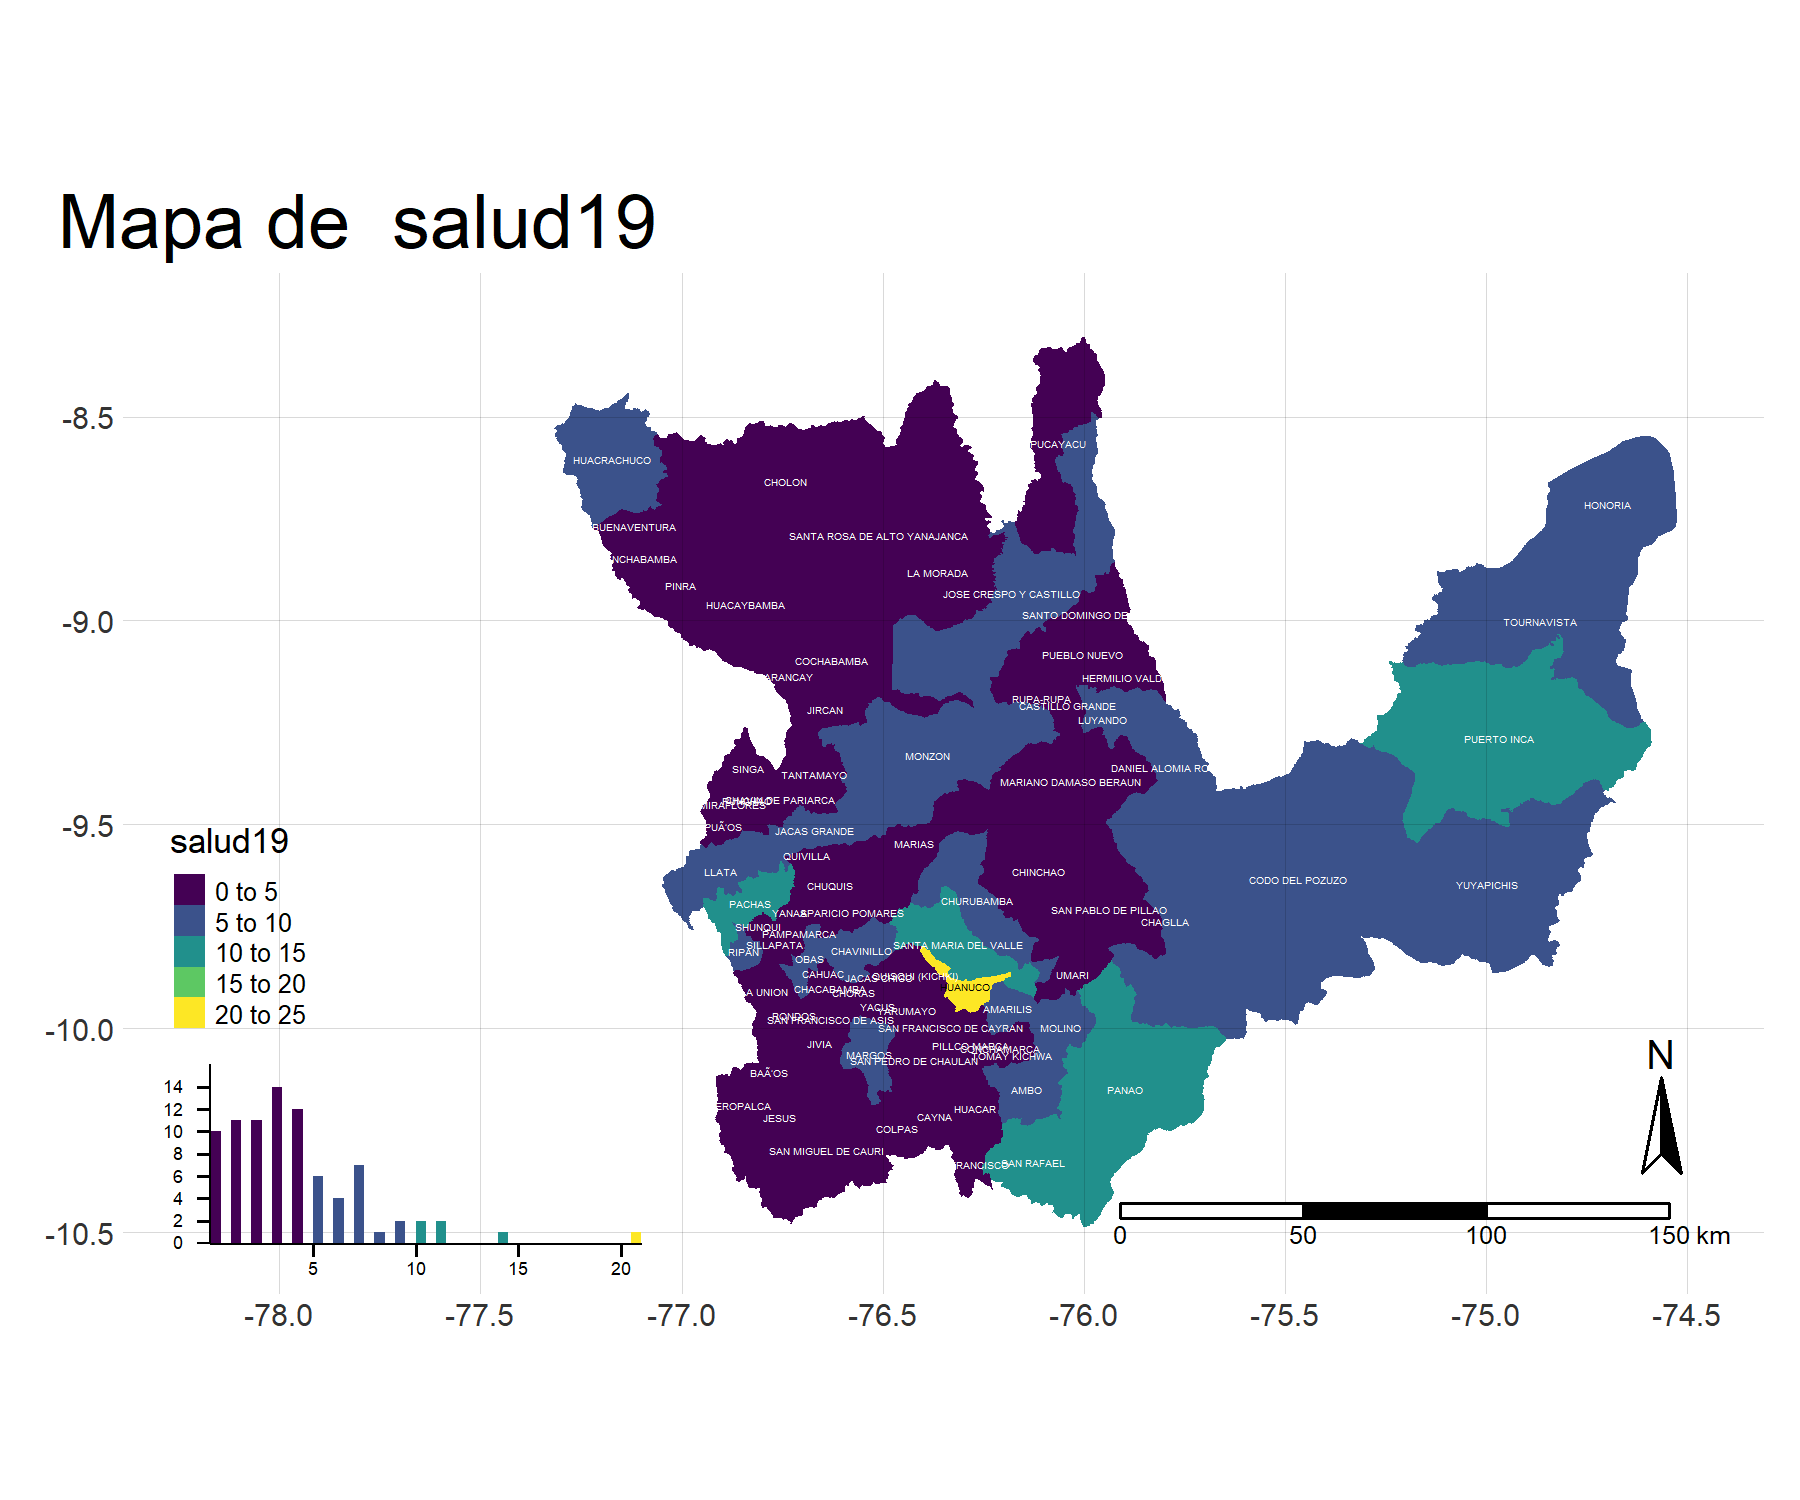 Mapa de  salud19
-8.5
-9.0
-9.5
-10.0
-10.5
HUACRACHUCO
CHOLON
PUCAYACU
HONORIA
BUENAVENTURA
SANTA ROSA DE ALTO YANAJANCA
NCHABAMBA
LA MORADA
PINRA
JOSE CRESPO Y CASTILLO
HUACAYBAMBA
SANTO DOMINGO DE
TOURNAVISTA
PUEBLO NUEVO
COCHABAMBA
ARANCAY
HERMILIO VALD
RUPA-RUPA
CASTILLO GRANDE
JIRCAN
LUYANDO
PUERTO INCA
MONZON
SINGA
TANTAMAYO
DANIEL ALOMIA RO
MARIANO DAMASO BERAUN
DE PARIARCA
MIRAFLORES
PUÃ'OS
JACAS GRANDE
MARIAS
QUIVILLA
LLATA
CHINCHAO
CODO DEL POZUZO
YUYAPICHIS
CHUQUIS
PACHAS
CHURUBAMBA
YANAS
APARICIO POMARES
SAN PABLO DE PILLAO
CHAGLLA
SHUNQUI
PAMPAMARCA
SILLAPATA
SANTA MARIA DEL VALLE
RIPAN
CHAVINILLO
OBAS
CAHUAC
JACAS CHICO
QUISQUI (KICHKI)
UMARI
CHACABAMBA
HUANUCO
A UNION
CHORAS
YACUS
YARUMAYO
AMARILIS
RONDOS
SAN FRANCISCO DE ASIS
SAN FRANCISCO DE CAYRAN
MOLINO
JIVIA
PILLCO MARCA
CONCHAMARCA
MARGOS
SAN PEDRO DE CHAULAN
TOMAY KICHWA
BAÃ'OS
AMBO
PANAO
EROPALCA
JESUS
HUACAR
CAYNA
COLPAS
SAN MIGUEL DE CAURI
RANCISCO
SAN RAFAEL
salud19
0 to 5
5 to 10
10 to 15
15 to 20
20 to 25
14
12
10
8
6
4
2
0
5
10
15
20
N
0
50
100
150 km
-78.0
-77.5
-77.0
-76.5
-76.0
-75.5
-75.0
-74.5